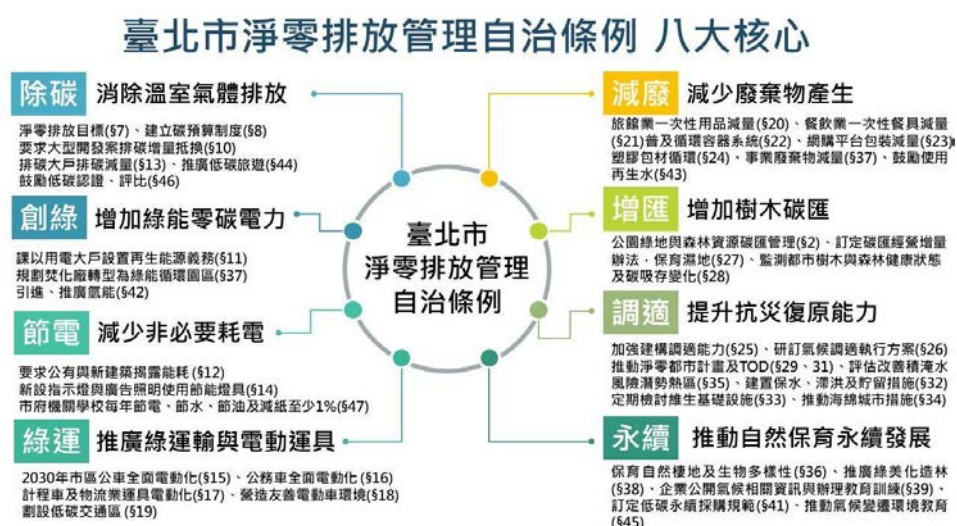 臺北市淨零排放管理自治條例 八大核心
除碳 消除溫室氣體排放
淨零排放目標(§7)、建立碳預算制度(§8)
要求大型開發案排碳增量抵換(§10)
排碳大戶排碳減量(§13)、推廣低碳旅遊(§44)
鼓勵低碳認證、評比(§46)
創綠 增加綠能零碳電力
課以用電大戶設置再生能源義務(§11)
規劃焚化廠轉型為綠能循環園區(§37)
引進、推廣氫能(§42)
節電 減少非必要耗電
要求公有與新建築揭露能耗(§12)
新設指示燈與廣告照明使用節能燈具(§14)
市府機關學校每年節電、節水、節油及減紙至少1%(§47)
綠運 推廣綠運輸與電動運具
2030年市區公車全面電動化(§15)、公務車全面電動化(§16)
計程車及物流業運具電動化(§17)、營造友善電動車環境(§18)
劃設低碳交通區(§19)
臺北市
淨零排放管理
自治條例
減廢 減少廢棄物產生
旅館業一次性用品減量(§20)、餐飲業一次性餐具減量
(§21)普及循環容器系統(§22)、網購平台包裝減量(§23)、
塑膠包材循環(§24)、事業廢棄物減量(§37)、鼓勵使用
再生水(§43)
增匯 增加樹木碳匯
公園綠地與森林資源碳匯管理(§2)、訂定碳匯經營增量
辦法，保育濕地(§27)、監測都市樹木與森林健康狀態
及碳吸存變化(§28)
調適 提升抗災復原能力
加強建構調適能力(§25)、研訂氣候調適執行方案(§26)
推動淨零都市計畫及TOD(§29、31)、評估改善積淹水
風險潛勢熱區(§35)、建置保水、滯洪及貯留措施(§32)
定期檢討維生基礎設施(§33)、推動海綿城市措施(§34)
永續 推動自然保育永續發展
保育自然棲地及生物多樣性(§36)、推廣綠美化造林
(§38)、企業公開氣候相關資訊與辦理教育訓練(§39)、
訂定低碳永續採購規範(§41)、推動氣候變遷環境教育
(§45)